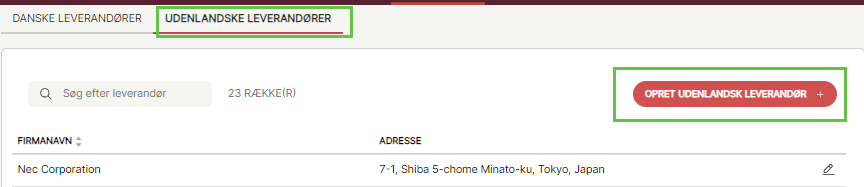 DANSKE LEVERANDØRER UDENLANDSKE LEVERANDØRER
Søg efter leverandør 23 RÆKKE(R) OPRET UDENLANDSK LEVERANDØR +
FIRMANAVN ADRESSE
Nec Corporation 7-1, Shiba 5-chome Minato-ku, Tokyo, Japan